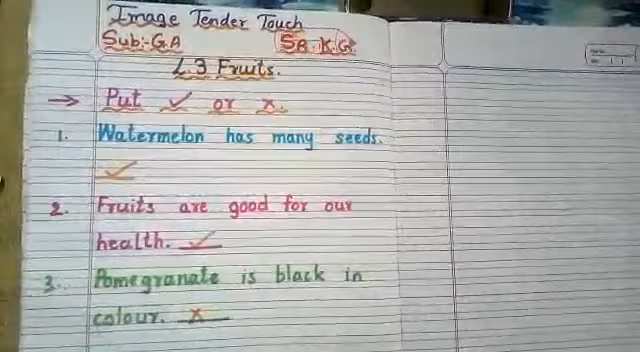 Image Tender Touch
Sub:- G.A SR. K.G.
L.3 Fruits.
→ Put ✓ or x.
1. Watermelon has many seeds.
✓
2. Fruits are good for our
health. ✓
3. Pomegranate is black in
colour. x